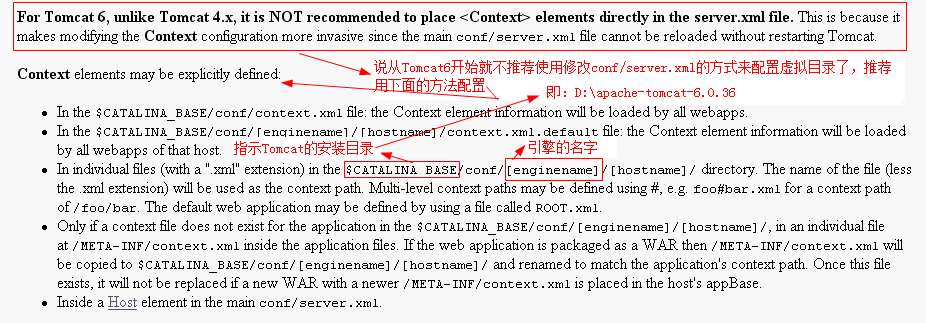 For Tomcat 6, unlike Tomcat 4.x, it is NOT recommended to place <Context> elements directly in the server.xml file. This is because it
makes modifying the Context configuration more invasive since the main conf/server.xml file cannot be reloaded without restarting Tomcat.
说从Tomcat6开始就不推荐使用修改conf/server.xml的方式来配置虚拟目录了，推荐
用下面的方法配置
Context elements may be explicitly defined:
即：D:\apache-tomcat-6.0.36
• In the $CATALINA_BASE/conf/context.xml file: the Context element information will be loaded by all webapps.
• In the $CATALINA_BASE/conf/[enginename]/[hostname]/context.xml.default file: the Context element information will be loaded
by all webapps of that host.
指示Tomcat的安装目录
引擎的名字
• In individual files (with a ".xml" extension) in the $CATALINA_BASE/conf/[enginename]/[hostname]/ directory. The name of the file (less
the .xml extension) will be used as the context path. Multi-level context paths may be defined using #, e.g. foo#bar.xml for a context path
of /foo/bar. The default web application may be defined by using a file called ROOT.xml.
• Only if a context file does not exist for the application in the $CATALINA_BASE/conf/[enginename]/[hostname]/, in an individual file
at /META-INF/context.xml inside the application files. If the web application is packaged as a WAR then /META-INF/context.xml will
be copied to $CATALINA_BASE/conf/[enginename]/[hostname]/ and renamed to match the application's context path. Once this file
exists, it will not be replaced if a new WAR with a newer /META-INF/context.xml is placed in the host's appBase.
• Inside a Host element in the main conf/server.xml.